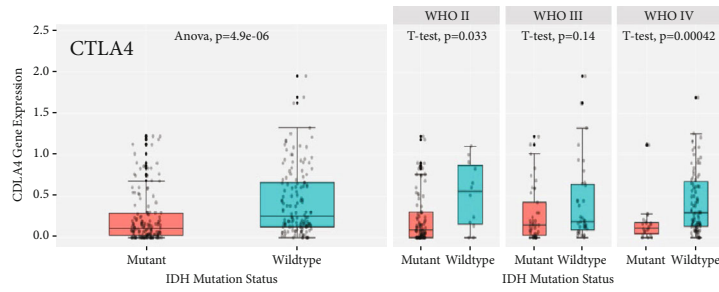 WHO II WHO III WHO IV
CTLA4 Anova, p=4.9e-06 T-test, p=0.033 T-test, p=0.14 T-test, p=0.00042
CDLA4 Gene Expression
2.5
2.0
1.5
1.0
0.5
0.0
Mutant Wildtype Mutant Wildtype Mutant Wildtype Mutant Wildtype
IDH Mutation Status IDH Mutation Status